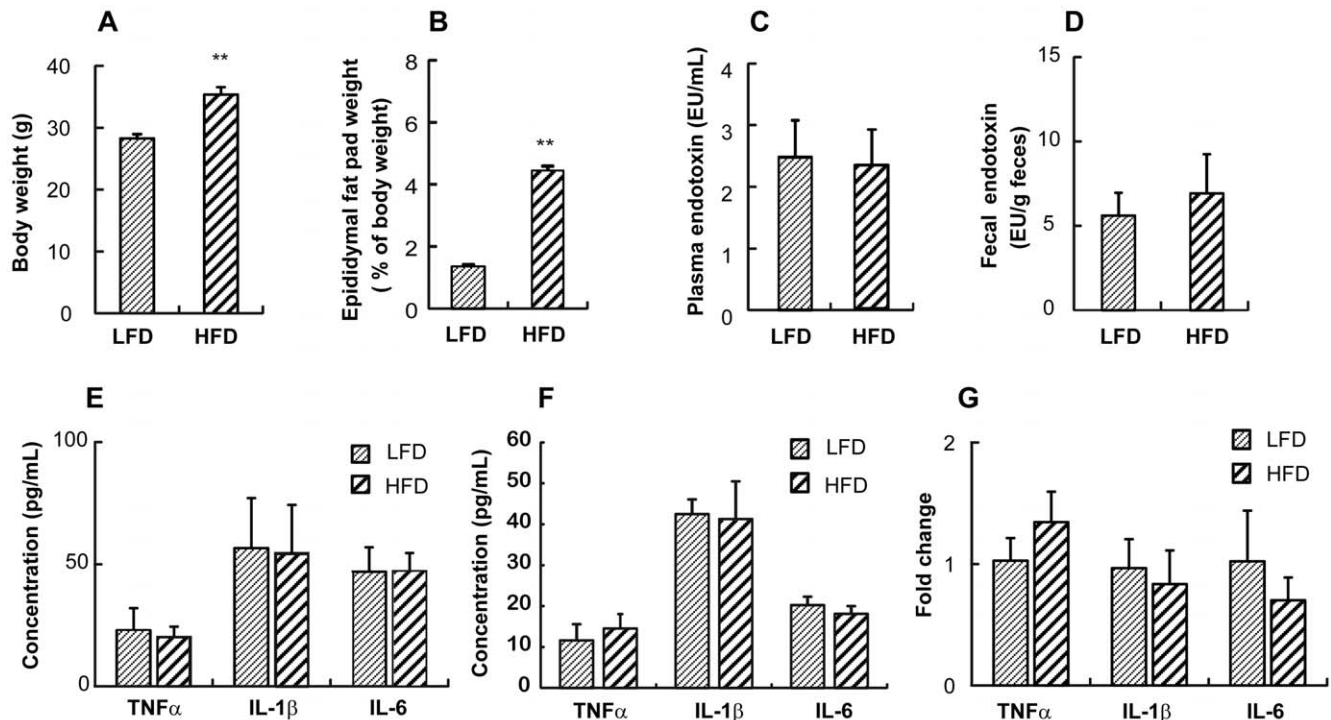 A
Body weight (g)
40
30
20
10
0
**
LFD
HFD
B
Epididymal fat pad weight
( % of body weight)
8
6
4
2
0
**
LFD
HFD
C
Plasma endotoxin (EU/mL)
4
3
2
1
0
LFD
HFD
D
Fecal endotoxin
(EU/g feces)
15
10
5
0
LFD
HFD
E
Concentration (pg/mL)
100
50
0
LFD
HFD
TNFα
IL-1β
IL-6
F
Concentration (pg/mL)
60
50
40
30
20
10
0
LFD
HFD
TNFα
IL-1β
IL-6
G
Fold change
2
1
0
LFD
HFD
TNFα
IL-1β
IL-6